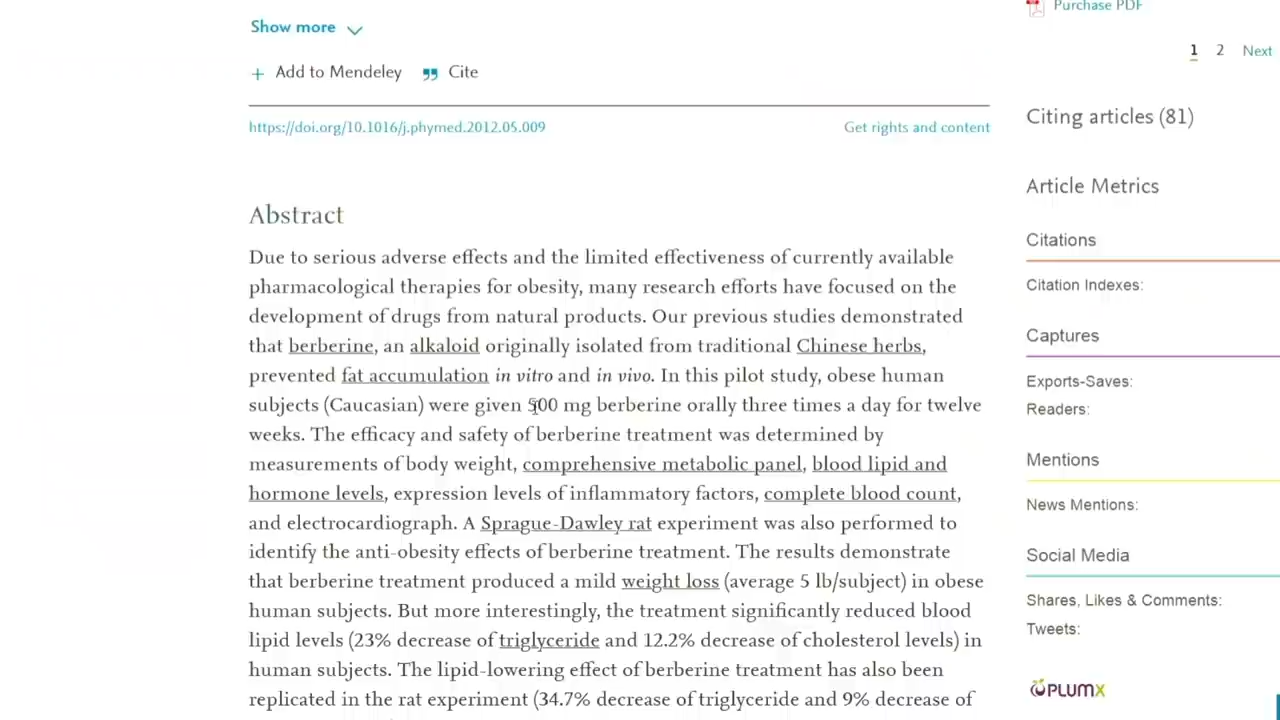 Show more
Add to Mendeley
Cite
https://doi.org/10.1016/j.phymed.2012.05.009
Get rights and content
Abstract
Due to serious adverse effects and the limited effectiveness of currently available
pharmacological therapies for obesity, many research efforts have focused on the
development of drugs from natural products. Our previous studies demonstrated
that berberine, an alkaloid originally isolated from traditional Chinese herbs,
prevented fat accumulation in vitro and in vivo. In this pilot study, obese human
subjects (Caucasian) were given 500 mg berberine orally three times a day for twelve
weeks. The efficacy and safety of berberine treatment was determined by
measurements of body weight, comprehensive metabolic panel, blood lipid and
hormone levels, expression levels of inflammatory factors, complete blood count,
and electrocardiograph. A Sprague-Dawley rat experiment was also performed to
identify the anti-obesity effects of berberine treatment. The results demonstrate
that berberine treatment produced a mild weight loss (average 5 lb/subject) in obese
human subjects. But more interestingly, the treatment significantly reduced blood
lipid levels (23% decrease of triglyceride and 12.2% decrease of cholesterol levels) in
human subjects. The lipid-lowering effect of berberine treatment has also been
replicated in the rat experiment (34.7% decrease of triglyceride and 9% decrease of
Purchase PDF
1 2 Next
Citing articles (81)
Article Metrics
Citations
Citation Indexes:
Captures
Exports-Saves:
Readers:
Mentions
News Mentions:
Social Media
Shares, Likes & Comments:
Tweets:
PLUMX